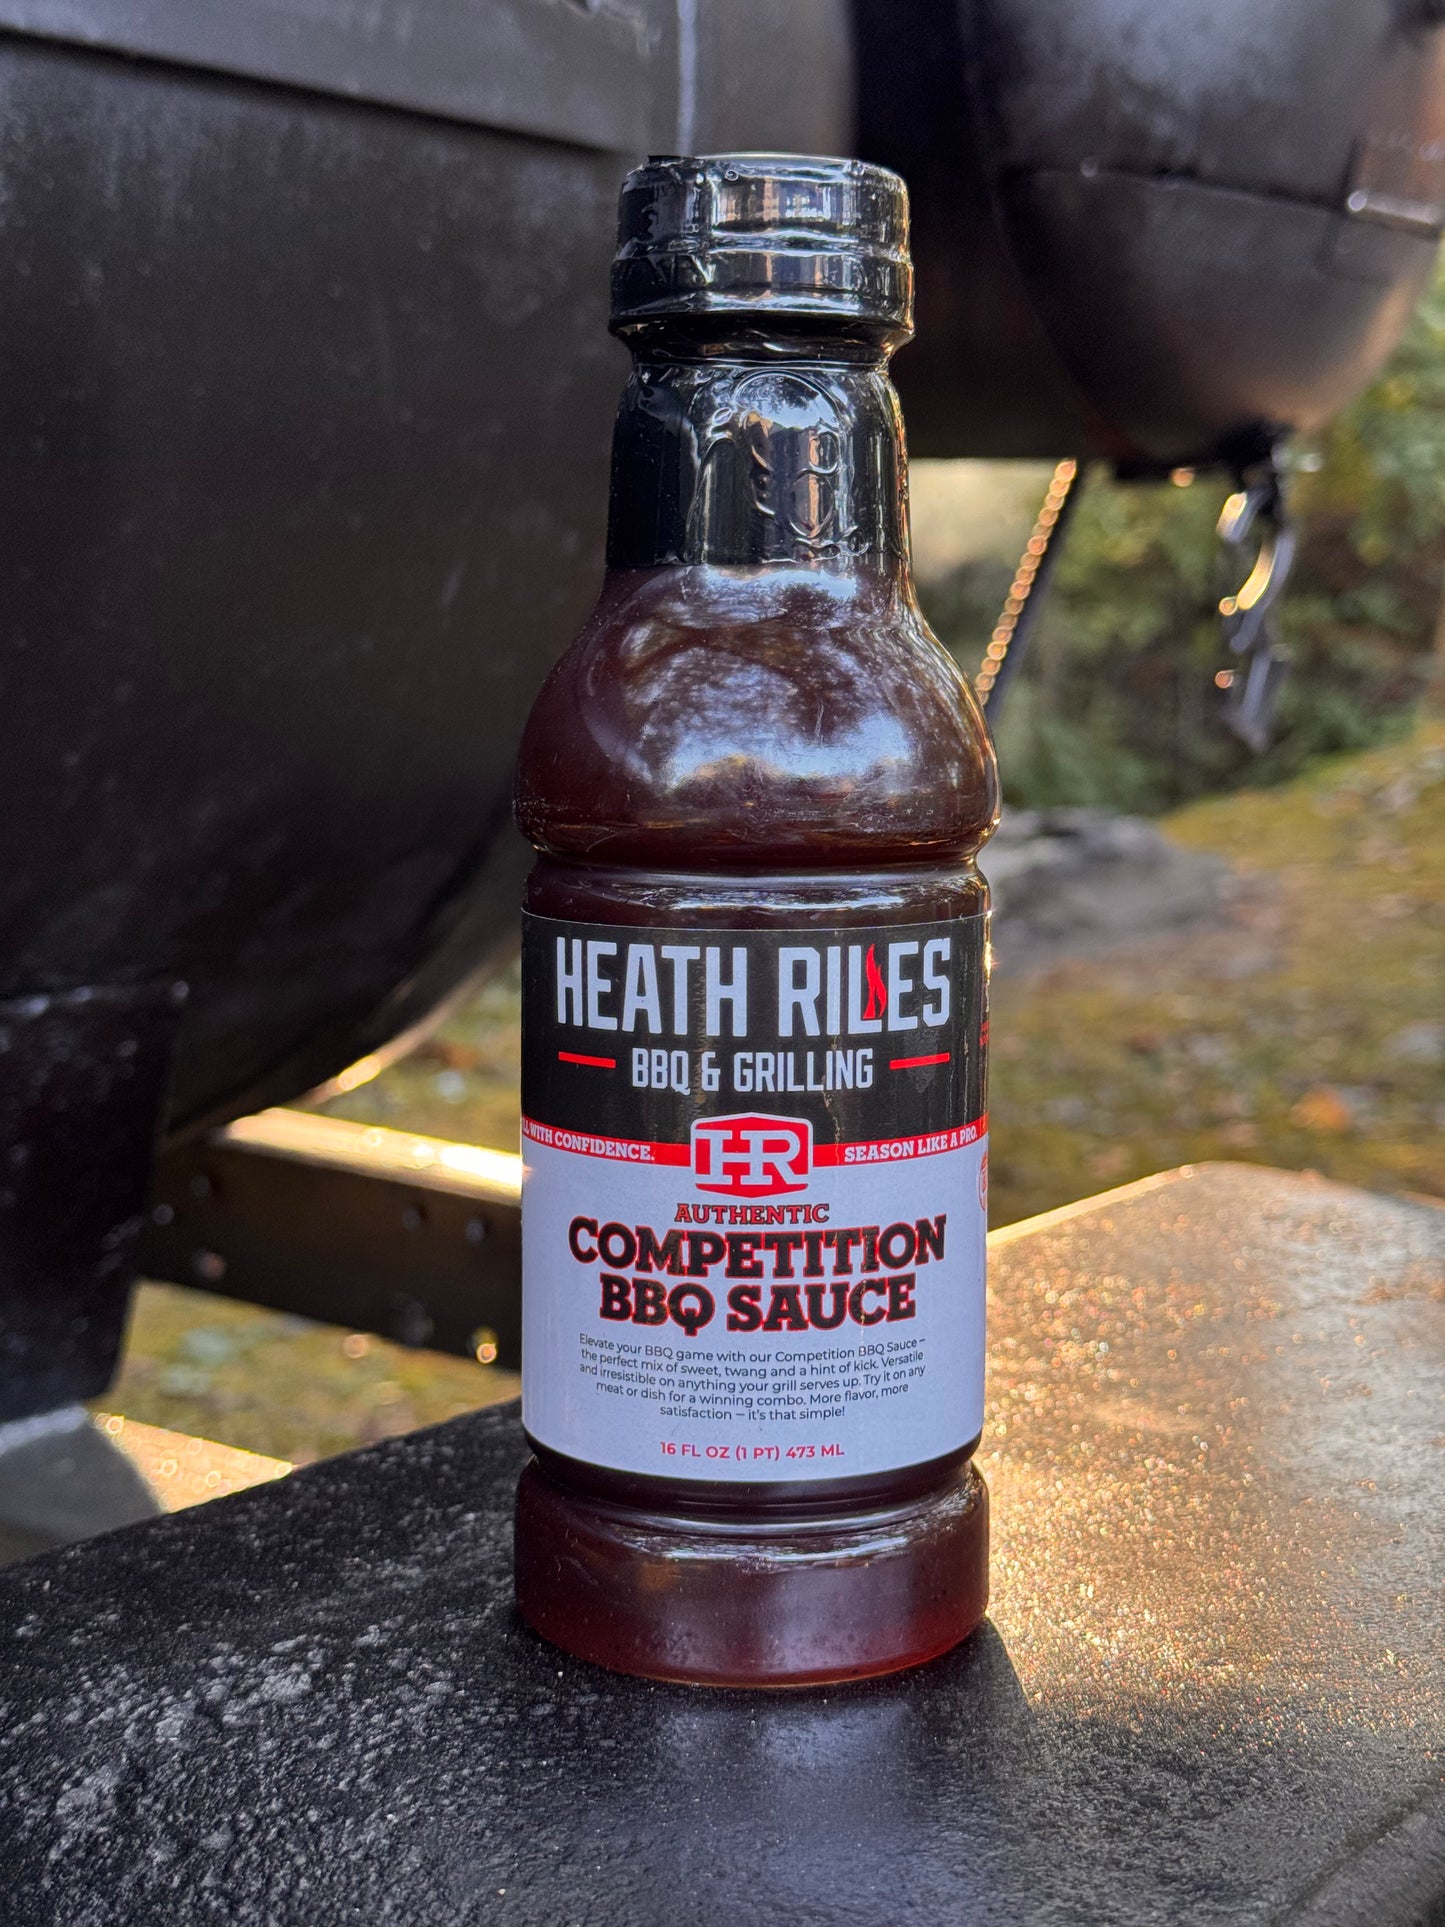 HEATH RILES
BBQ & GRILLING
WITH CONFIDENCE.
HR
SEASON LIKE A PRO.
AUTHENTIC
COMPETITION
BBQ SAUCE
Elevate your BBQ game with our Competition BBQ Sauce —
the perfect mix of sweet, twang and a hint of kick. Versatile
and irresistible on anything your grill serves up. Try it on any
meat or dish for a winning combo. More flavor, more
satisfaction — it's that simple!
16 FL OZ (1 PT) 473 ML